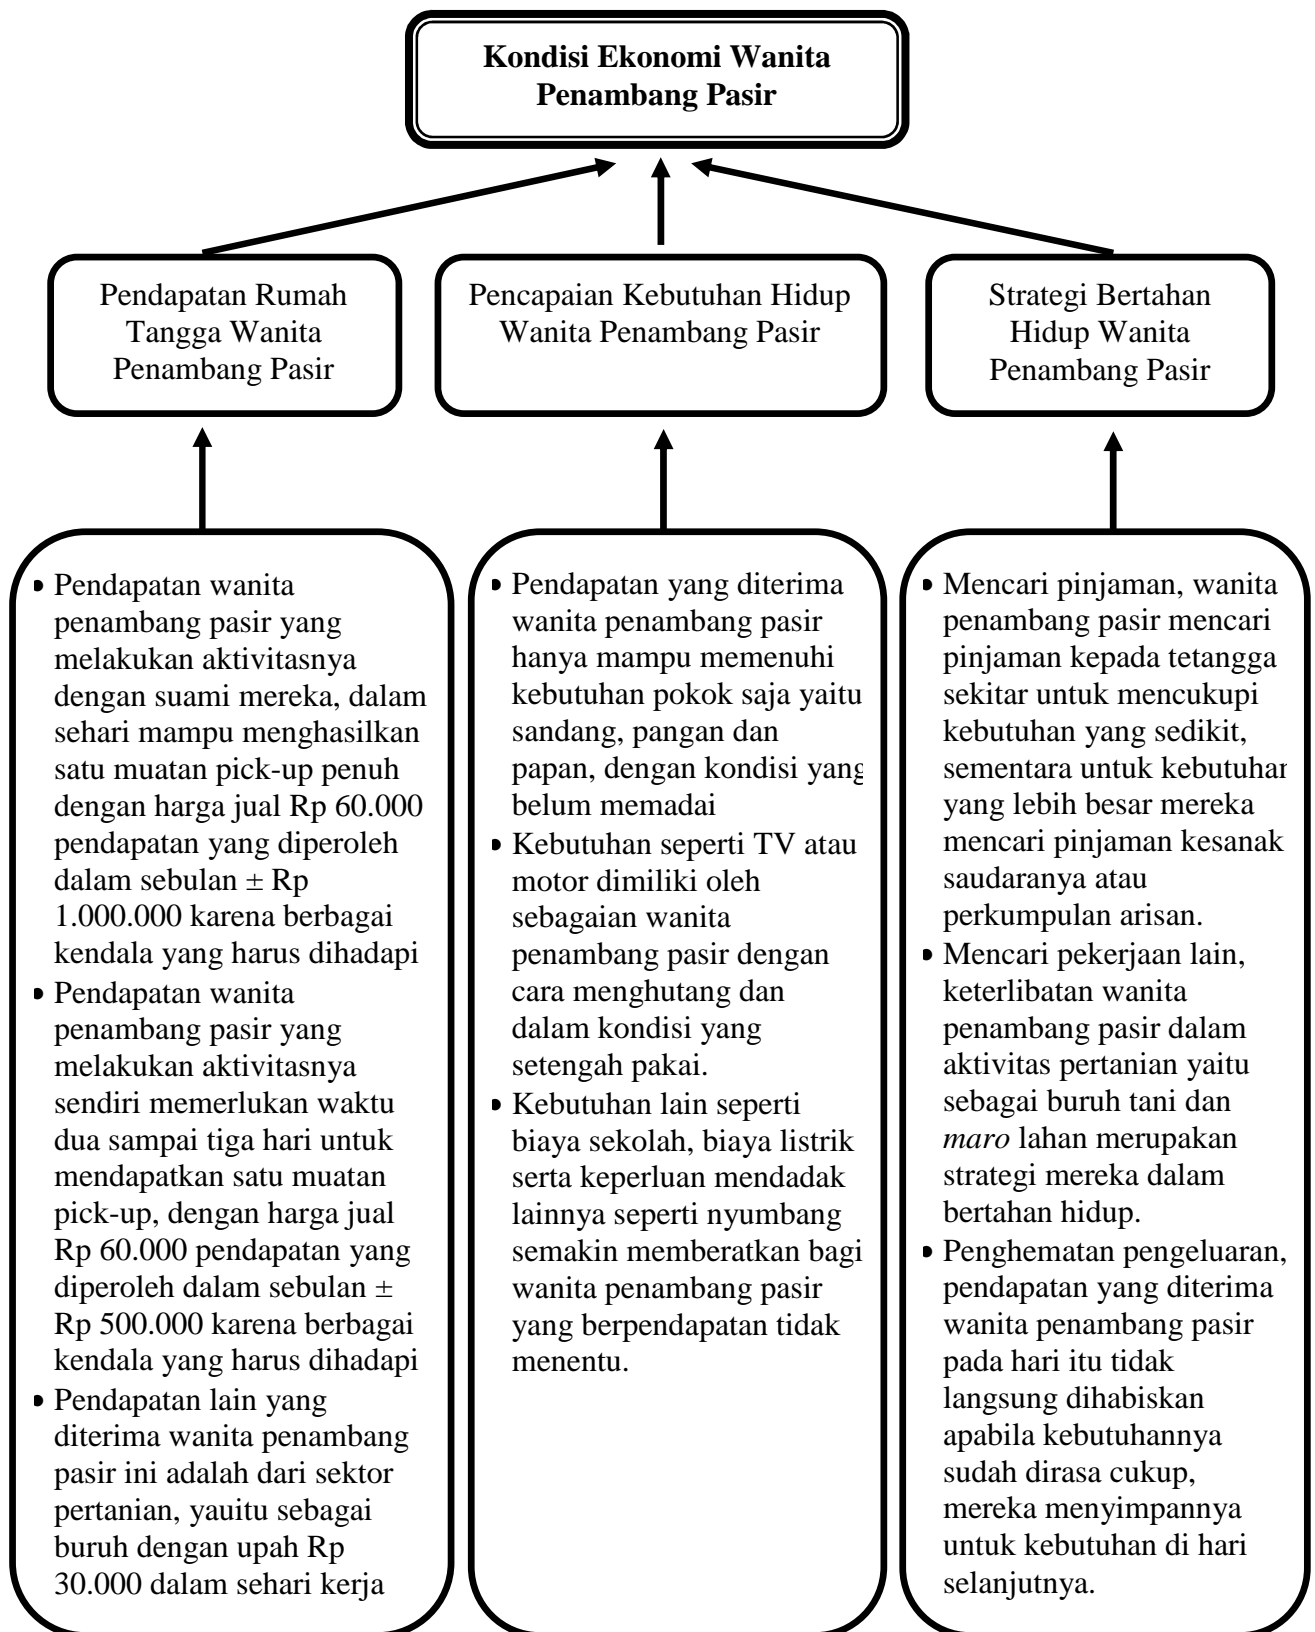 Kondisi Ekonomi Wanita
Penambang Pasir
Pendapatan Rumah
Tangga Wanita
Penambang Pasir
Pencapaian Kebutuhan Hidup
Wanita Penambang Pasir
Strategi Bertahan
Hidup Wanita
Penambang Pasir
• Pendapatan wanita
penambang pasir yang
melakukan aktivitasnya
dengan suami mereka, dalam
sehari mampu menghasilkan
satu muatan pick-up penuh
dengan harga jual Rp 60.000
pendapatan yang diperoleh
dalam sebulan ± Rp
1.000.000 karena berbagai
kendala yang harus dihadapi
• Pendapatan wanita
penambang pasir yang
melakukan aktivitasnya
sendiri memerlukan waktu
dua sampai tiga hari untuk
mendapatkan satu muatan
pick-up, dengan harga jual
Rp 60.000 pendapatan yang
diperoleh dalam sebulan ±
Rp 500.000 karena berbagai
kendala yang harus dihadapi
• Pendapatan lain yang
diterima wanita penambang
pasir ini adalah dari sektor
pertanian, yauitu sebagai
buruh dengan upah Rp
30.000 dalam sehari kerja
• Pendapatan yang diterima
wanita penambang pasir
hanya mampu memenuhi
kebutuhan pokok saja yaitu
sandang, pangan dan
papan, dengan kondisi yang
belum memadai
• Kebutuhan seperti TV atau
motor dimiliki oleh
sebagaian wanita
penambang pasir dengan
cara menghutang dan
dalam kondisi yang
setengah pakai.
• Kebutuhan lain seperti
biaya sekolah, biaya listrik
serta keperluan mendadak
lainnya seperti nyumbang
semakin memberatkan bagi
wanita penambang pasir
yang berpendapatan tidak
menentu.
• Mencari pinjaman, wanita
penambang pasir mencari
pinjaman kepada tetangga
sekitar untuk mencukupi
kebutuhan yang sedikit,
sementara untuk kebutuhan
yang lebih besar mereka
mencari pinjaman kesanak
saudaranya atau
perkumpulan arisan.
• Mencari pekerjaan lain,
keterlibatan wanita
penambang pasir dalam
aktivitas pertanian yaitu
sebagai buruh tani dan
maro lahan merupakan
strategi mereka dalam
bertahan hidup.
• Penghematan pengeluaran,
pendapatan yang diterima
wanita penambang pasir
pada hari itu tidak
langsung dihabiskan
apabila kebutuhannya
sudah dirasa cukup,
mereka menyimpannya
untuk kebutuhan di hari
selanjutnya.